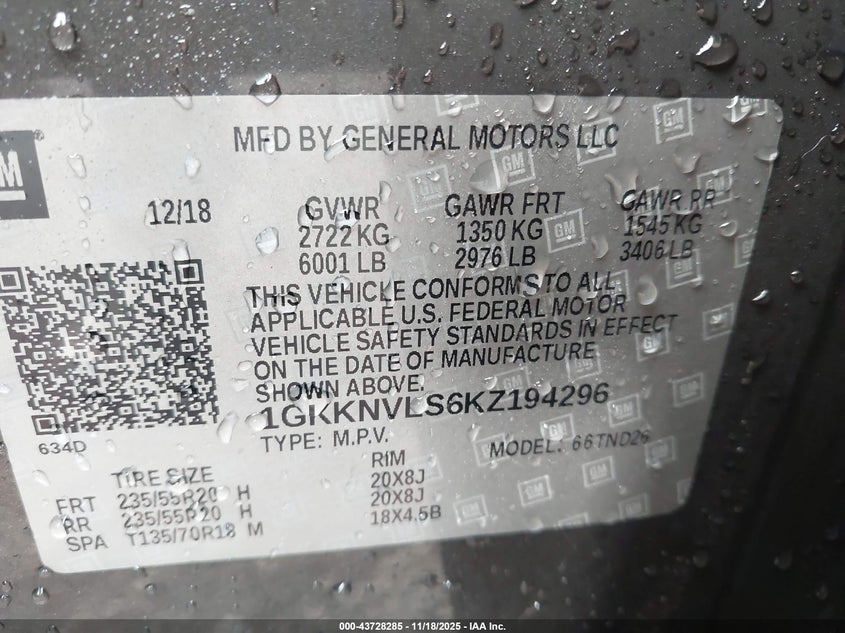 GM
MFD BY GENERAL MOTORS LLC
12/18
GVWR GAWR FRT GAWR RR
2722 KG 1350 KG 1545 KG
6001 LB 2976 LB 3406 LB
THIS VEHICLE CONFORMS TO ALL
APPLICABLE U.S. FEDERAL MOTOR
VEHICLE SAFETY STANDARDS IN EFFECT
ON THE DATE OF MANUFACTURE
SHOWN ABOVE.
1GKKNVLS6KZ194296
TYPE: M.P.V. MODEL: 66TND26
634D
TIRE SIZE RIM
FRT 235/55R20 H 20X8J
RR 235/55R20 H 20X8J
SPA T135/70R18 M 18X4.5B
000-43728285 - 11/18/2025 - IAA Inc.